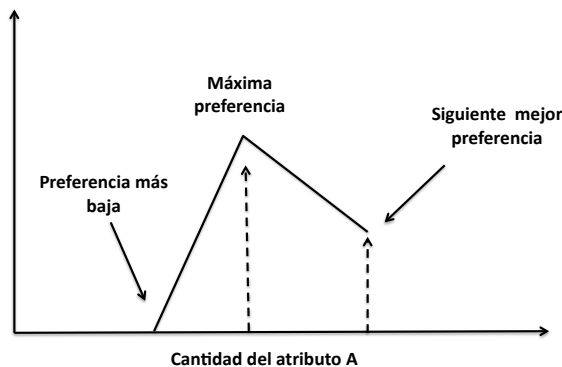 Máxima
preferencia
Siguiente mejor
preferencia
Preferencia más
baja
Cantidad del atributo A